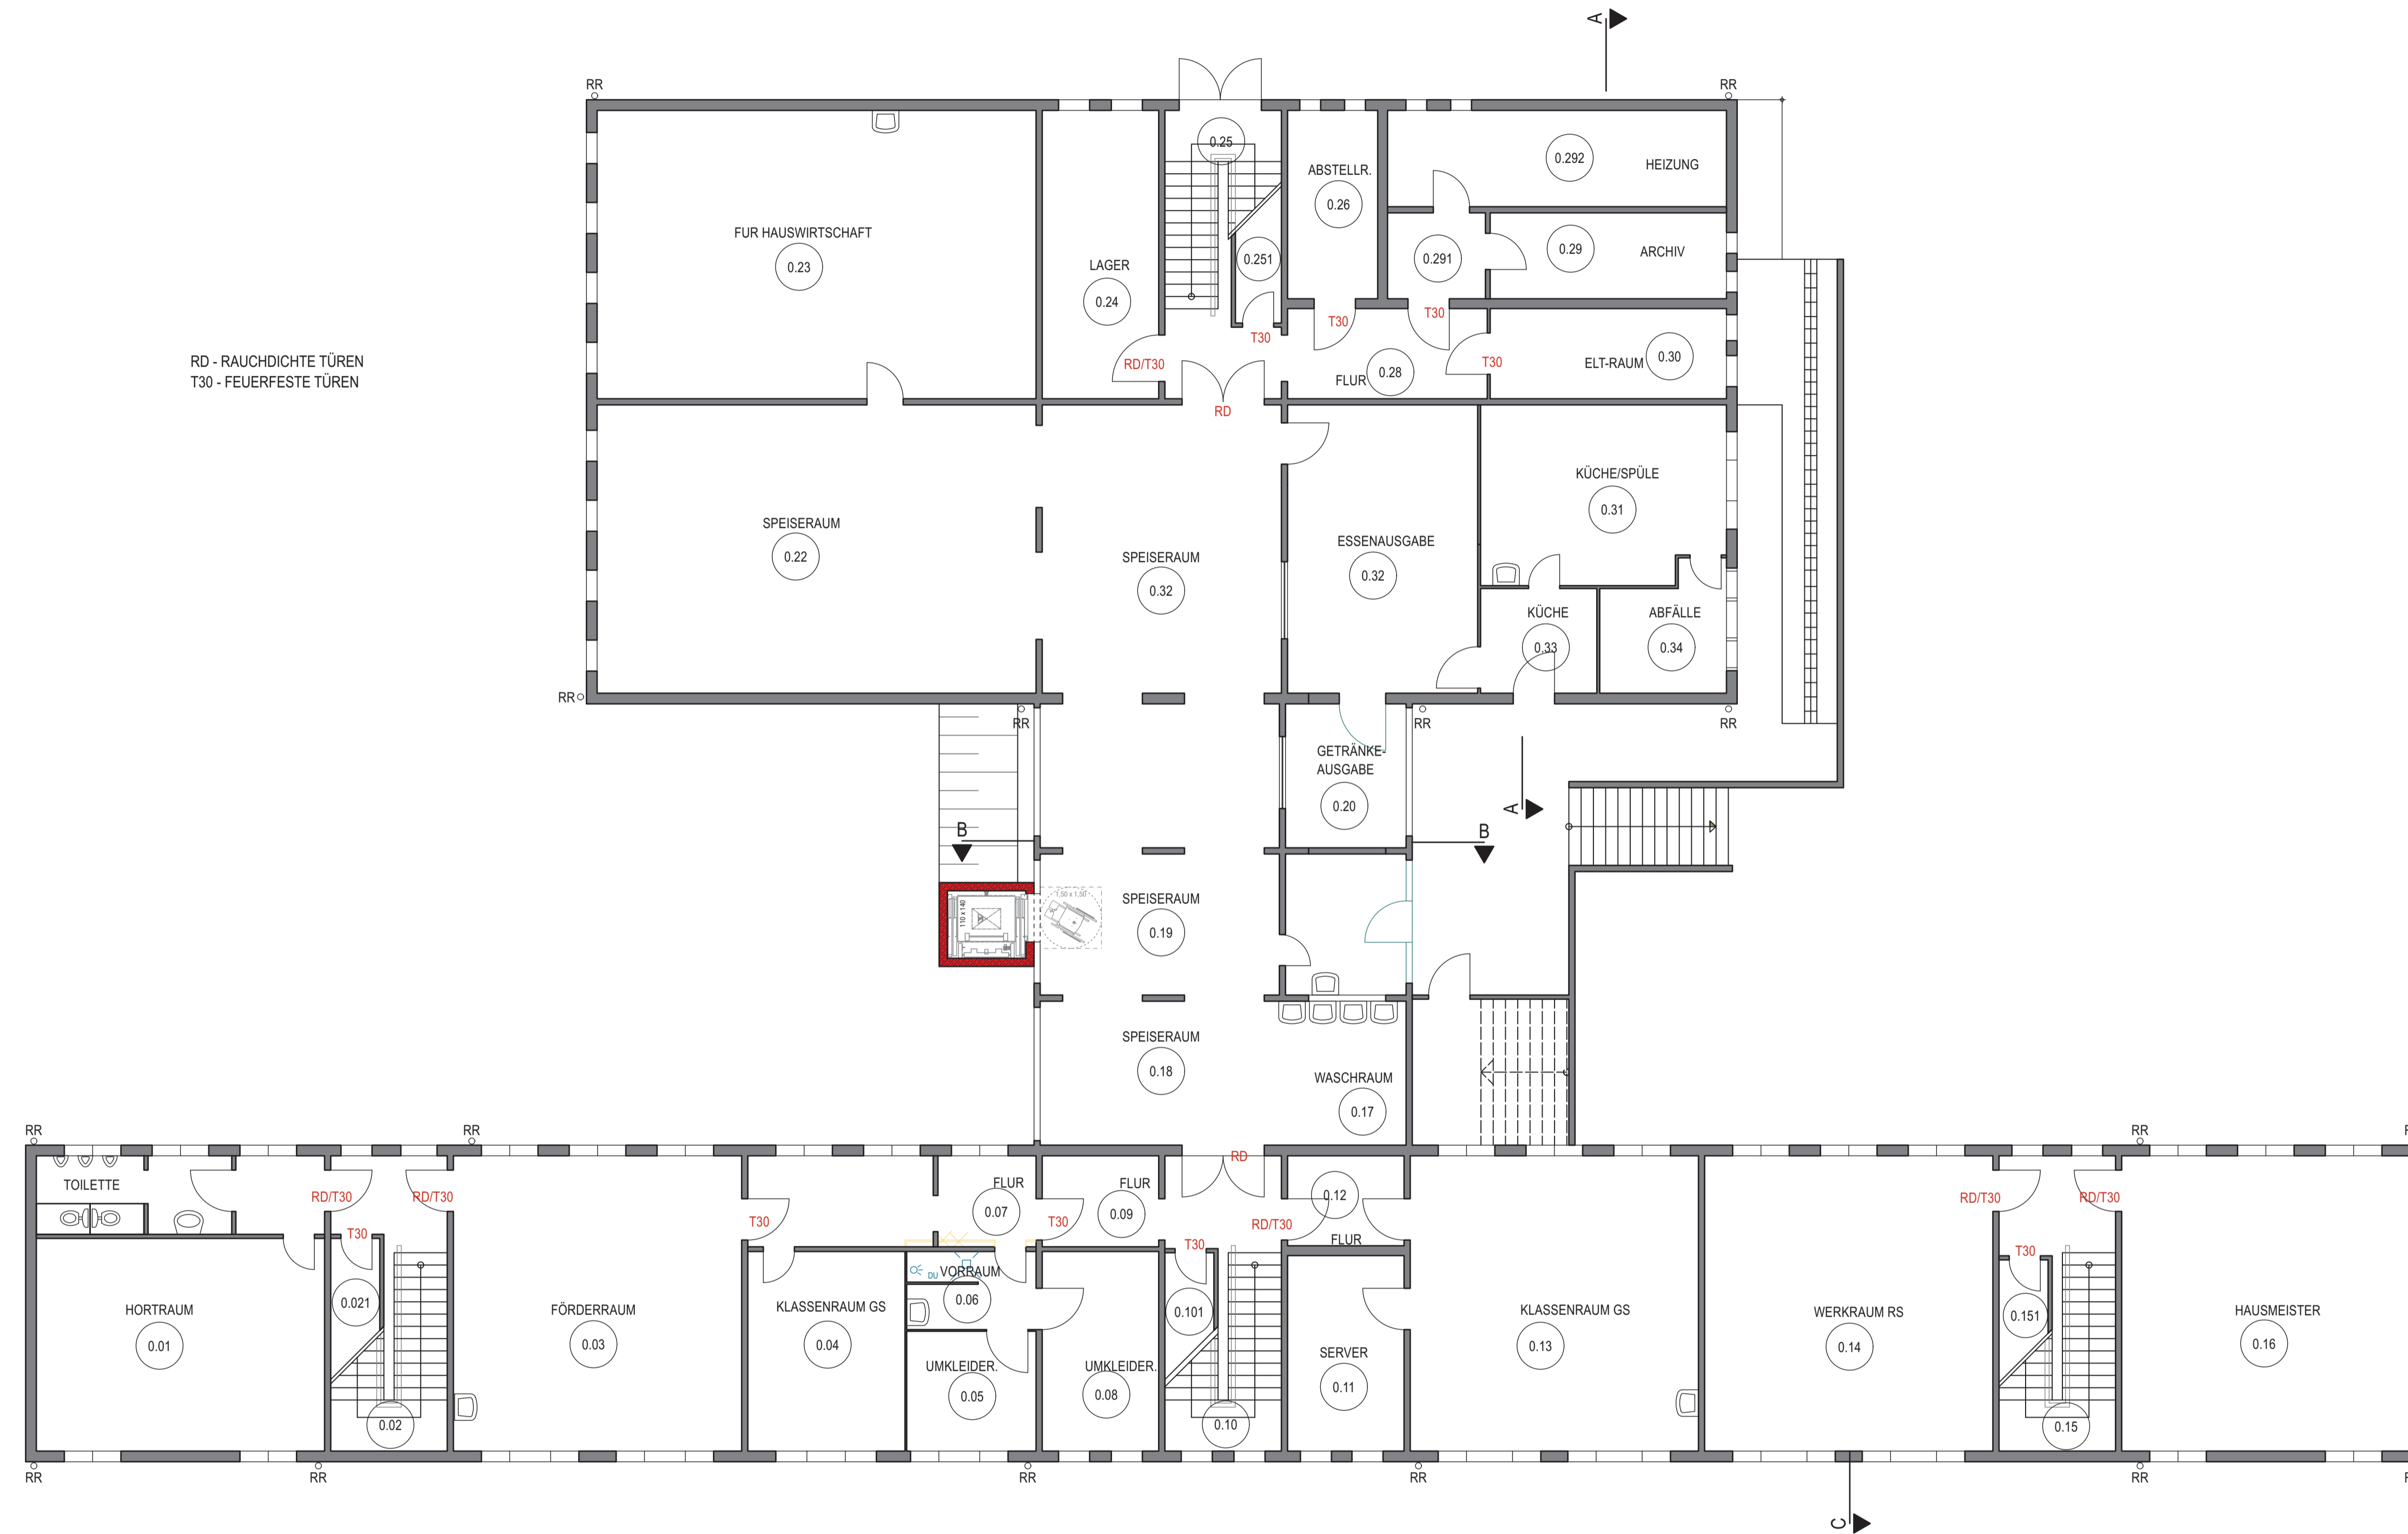 A
RR
RR
0.25
0.292
HEIZUNG
ABSTELLR.
0.26
FUR HAUSWIRTSCHAFT
0.23
0.251
0.291
0.29
ARCHIV
LAGER
0.24
T30
T30
T30
RD/T30
T30
ELT-RAUM
0.30
FLUR
0.28
RD
RD - RAUCHDICHTE TÜREN
T30 - FEUERFESTE TÜREN
KÜCHE/SPÜLE
0.31
SPEISERAUM
0.22
SPEISERAUM
0.32
ESSENAUSGABE
0.32
KÜCHE
0.33
ABFÄLLE
0.34
RR
RR
RR
RR
GETRÄNKE-
AUSGABE
0.20
A
B
B
1,50 x 1,50
110 x 140
SPEISERAUM
0.19
SPEISERAUM
0.18
WASCHRAUM
0.17
RR
RR
RR
TOILETTE
RD/T30
RD/T30
T30
T30
FLUR
0.07
T30
FLUR
0.09
RD
RD/T30
0.12
FLUR
T30
RD/T30
RD/T30
T30
HORTRAUM
0.01
0.021
0.02
FÖRDERRAUM
0.03
KLASSENRAUM GS
0.04
DU
VORRAUM
0.06
UMKLEIDER.
0.05
UMKLEIDER.
0.08
0.101
0.10
SERVER
0.11
KLASSENRAUM GS
0.13
WERKRAUM RS
0.14
0.151
0.15
HAUSMEISTER
0.16
RR
RR
RR
RR
RR
C